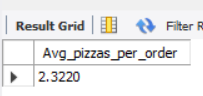 Result Grid Filter R
Avg_pizzas_per_order
2.3220